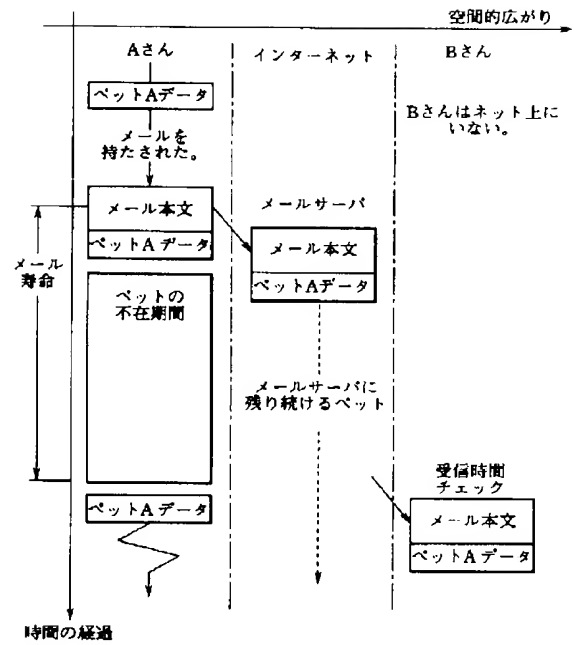 空間的広がり
Aさん
インターネット
Bさん
ペットAデータ
Bさんはネット上に
いない。
メールを
持たされた。
メール本文
ペットAデータ
メールサーバ
メール本文
ペットAデータ
メール
寿命
ペットの
不在期間
メールサーバに
残り続けるペット
受信時間
チェック
ペットAデータ
メール本文
ペットAデータ
時間の経過